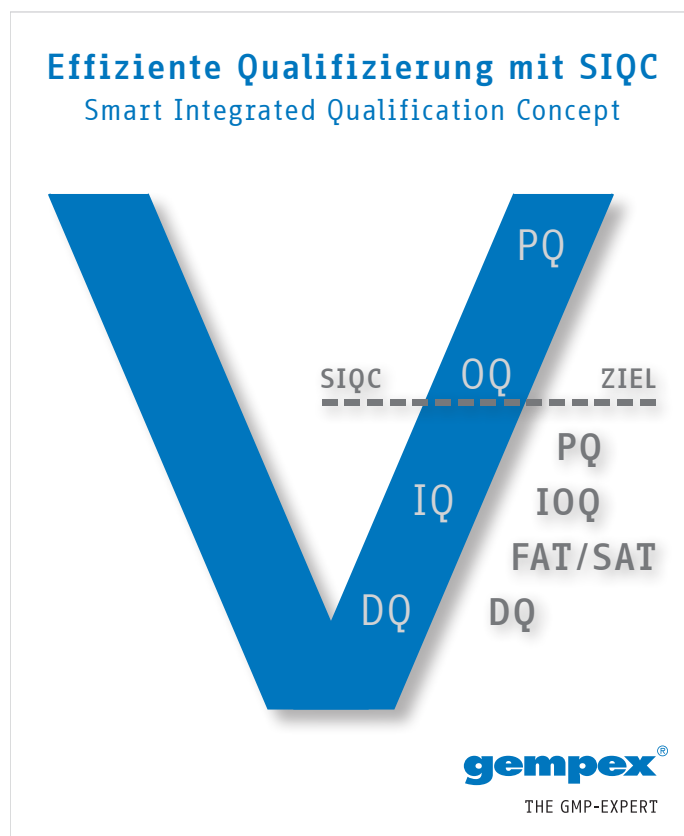 Effiziente Qualifizierung mit SIQC
Smart Integrated Qualification Concept
PQ
SIQC OQ ZIEL
PQ
IQ IOQ
FAT/SAT
DQ DQ
gempex®
THE GMP-EXPERT